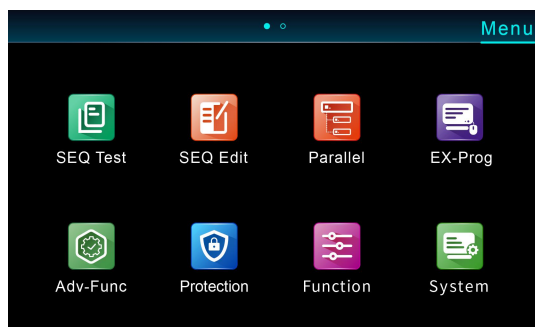 Menu
SEQ Test SEQ Edit Parallel EX-Prog
Adv-Func Protection Function System